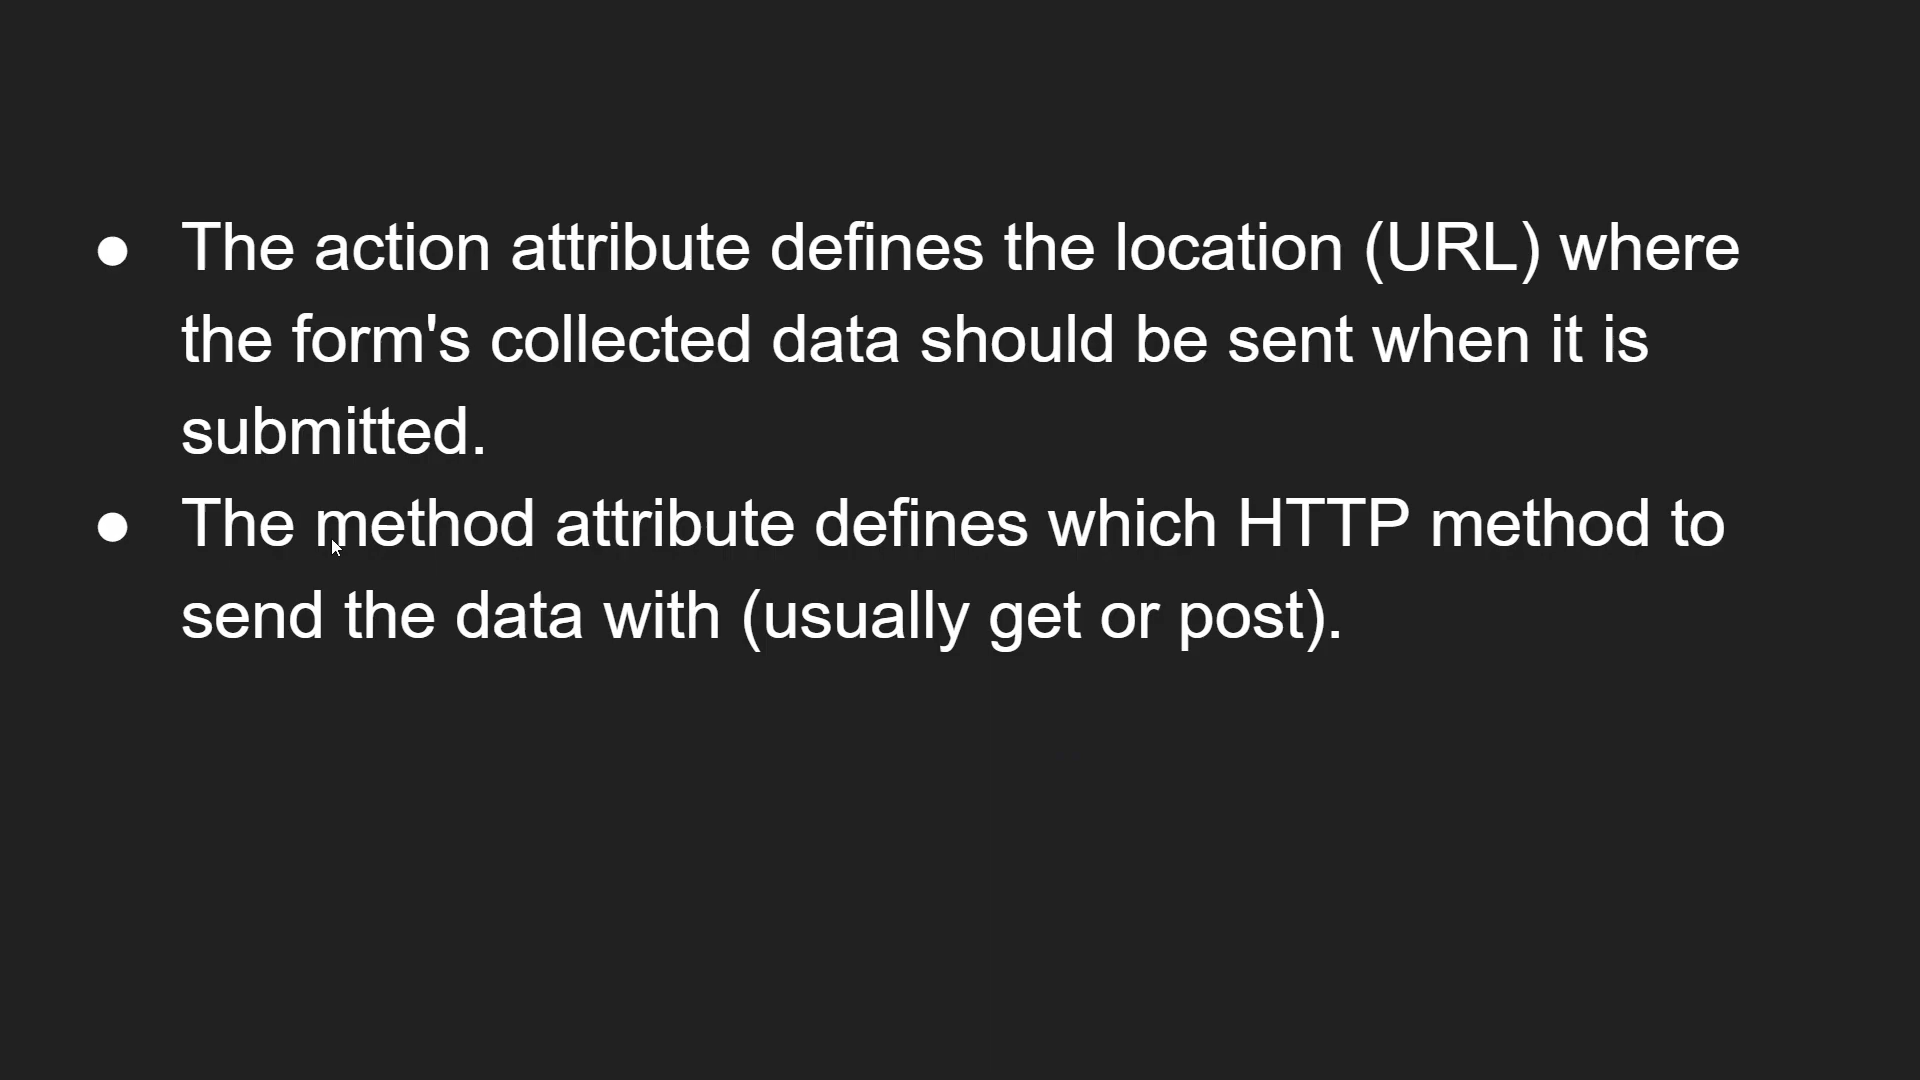 ● The action attribute defines the location (URL) where
the form's collected data should be sent when it is
submitted.
● The method attribute defines which HTTP method to
send the data with (usually get or post).